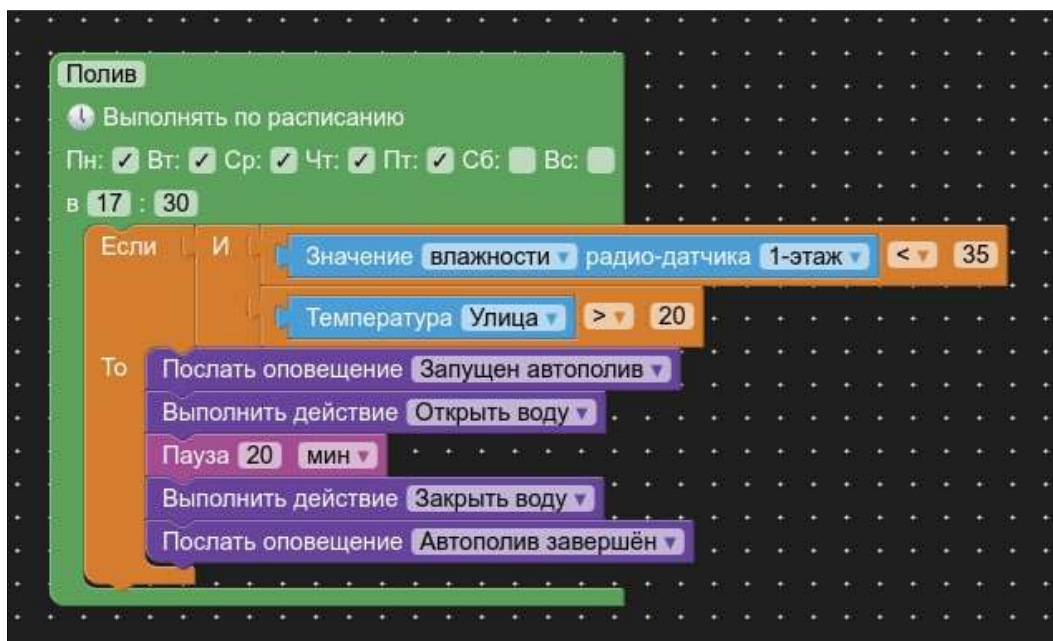 Полив
Выполнять по расписанию
Пн: Вт: Ср: Чт: Пт: Сб: Вс:
в 17 : 30
Если И Значение влажности радио-датчика 1-этаж < 35
Температура Улица > 20
То Послать оповещение Запущен автополив
Выполнить действие Открыть воду
Пауза 20 мин
Выполнить действие Закрыть воду
Послать оповещение Автополив завершён